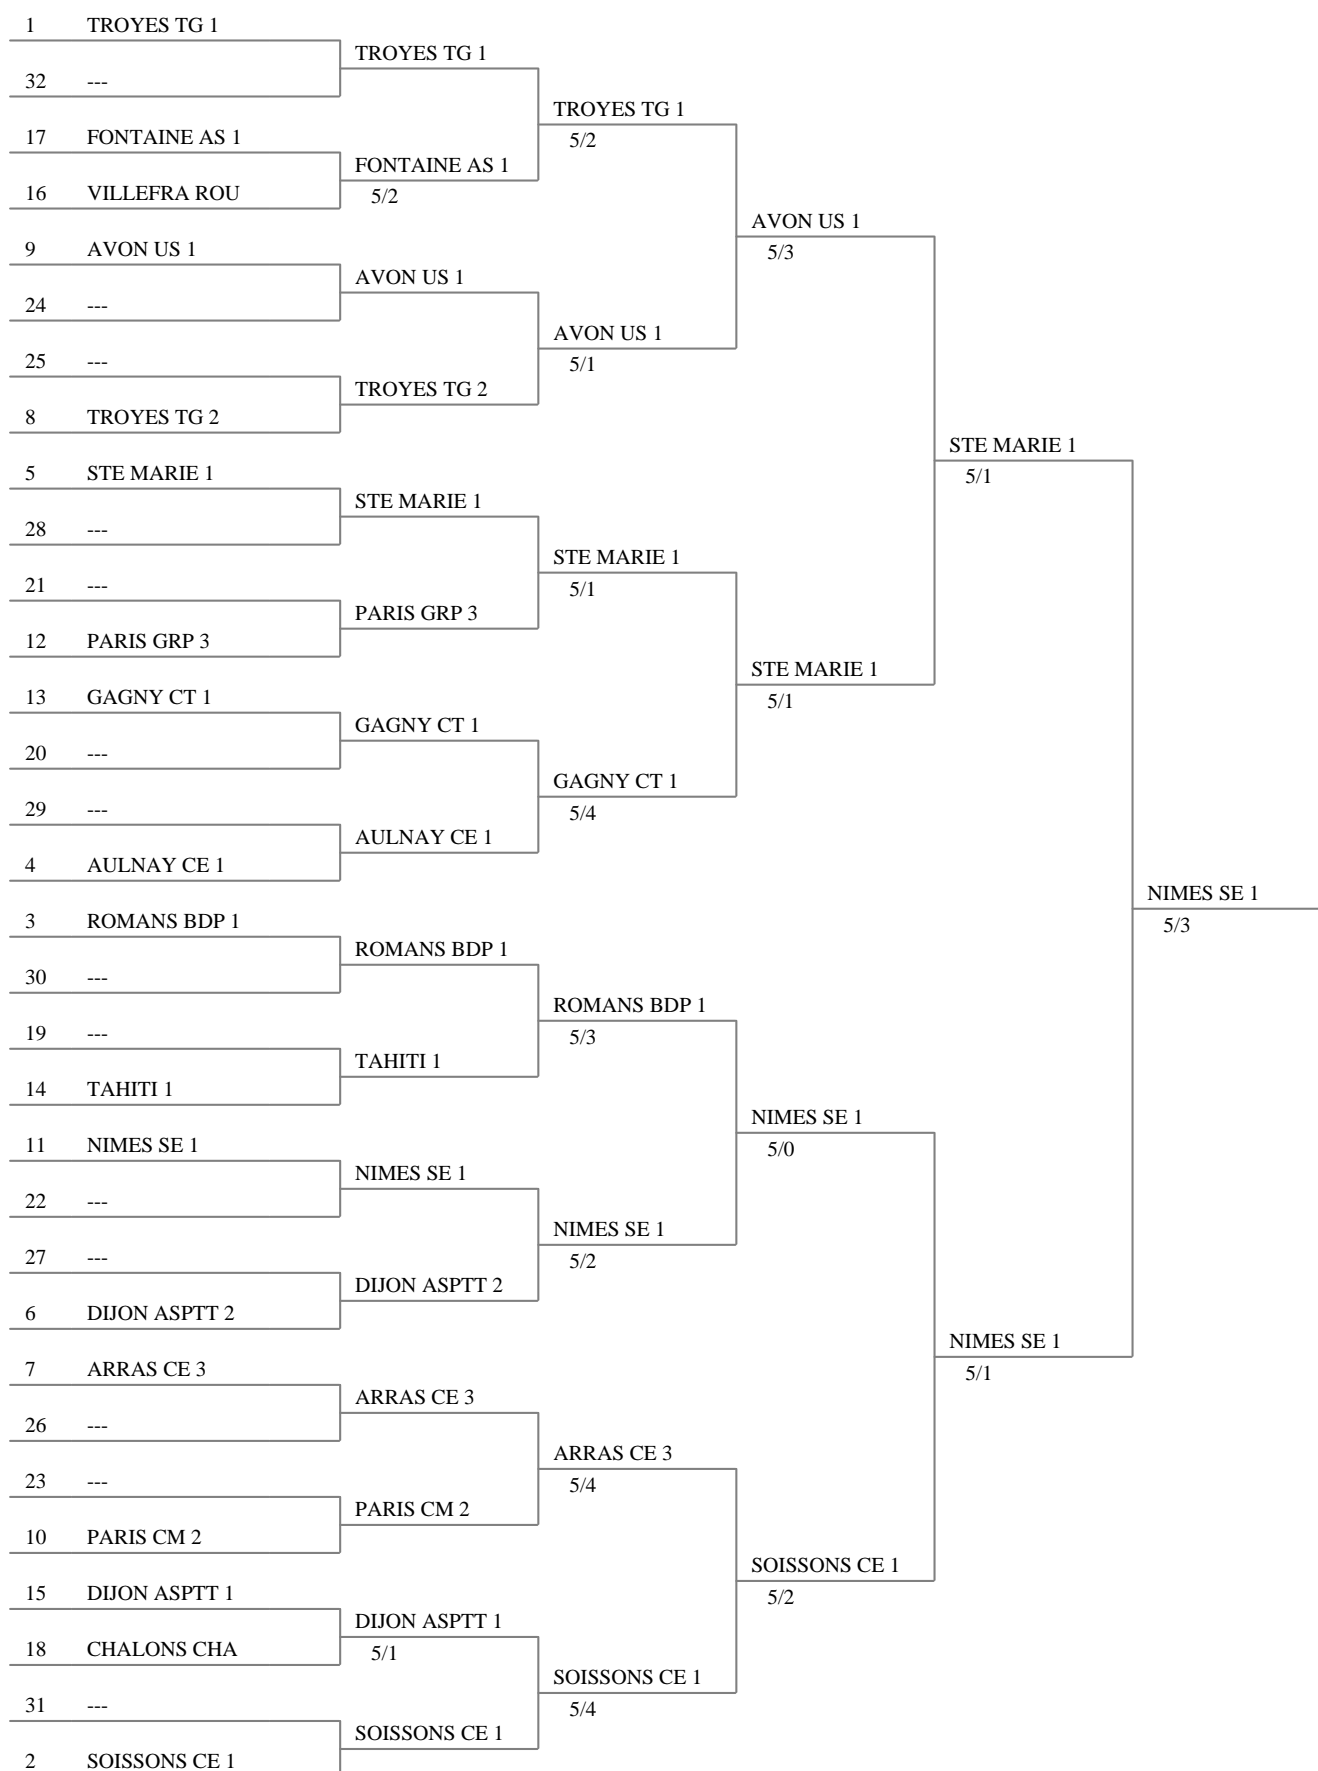 1 TROYES TG 1
TROYES TG 1
32 ---
TROYES TG 1
5/2
17 FONTAINE AS 1
FONTAINE AS 1
5/2
16 VILLEFRA ROU
AVON US 1
5/3
9 AVON US 1
AVON US 1
24 ---
AVON US 1
5/1
25 ---
TROYES TG 2
8 TROYES TG 2
STE MARIE 1
5/1
5 STE MARIE 1
STE MARIE 1
28 ---
STE MARIE 1
5/1
21 ---
PARIS GRP 3
12 PARIS GRP 3
STE MARIE 1
5/1
13 GAGNY CT 1
GAGNY CT 1
20 ---
GAGNY CT 1
5/4
29 ---
AULNAY CE 1
4 AULNAY CE 1
NIMES SE 1
5/3
3 ROMANS BDP 1
ROMANS BDP 1
30 ---
ROMANS BDP 1
5/3
19 ---
TAHITI 1
14 TAHITI 1
NIMES SE 1
5/0
11 NIMES SE 1
NIMES SE 1
22 ---
NIMES SE 1
5/2
27 ---
DIJON ASPTT 2
6 DIJON ASPTT 2
NIMES SE 1
5/1
7 ARRAS CE 3
ARRAS CE 3
26 ---
ARRAS CE 3
5/4
23 ---
PARIS CM 2
10 PARIS CM 2
SOISSONS CE 1
5/2
15 DIJON ASPTT 1
DIJON ASPTT 1
5/1
18 CHALONS CHA
SOISSONS CE 1
5/4
31 ---
SOISSONS CE 1
2 SOISSONS CE 1